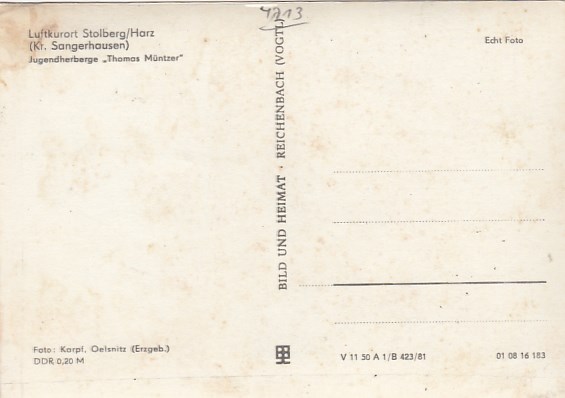 4213
Luftkurort Stolberg/Harz
(Kr. Sangerhausen)
Jugendherberge „Thomas Müntzer"
Echt Foto
BILD UND HEIMAT · REICHENBACH (VOGTL)
Foto: Karpf, Oelsnitz (Erzgeb.)
DDR 0,20 M
V 11 50 A 1/B 423/81
01 08 16 183